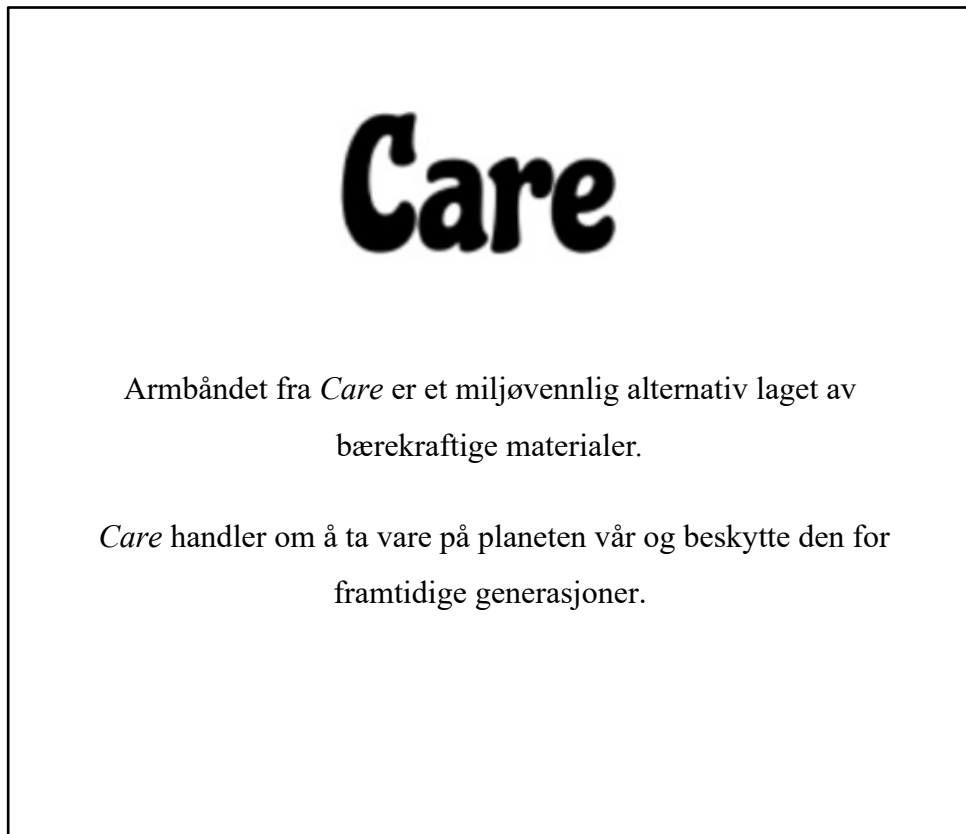 Care
Armbåndet fra Care er et miljøvennlig alternativ laget av
bærekraftige materialer.
Care handler om å ta vare på planeten vår og beskytte den for
framtidige generasjoner.